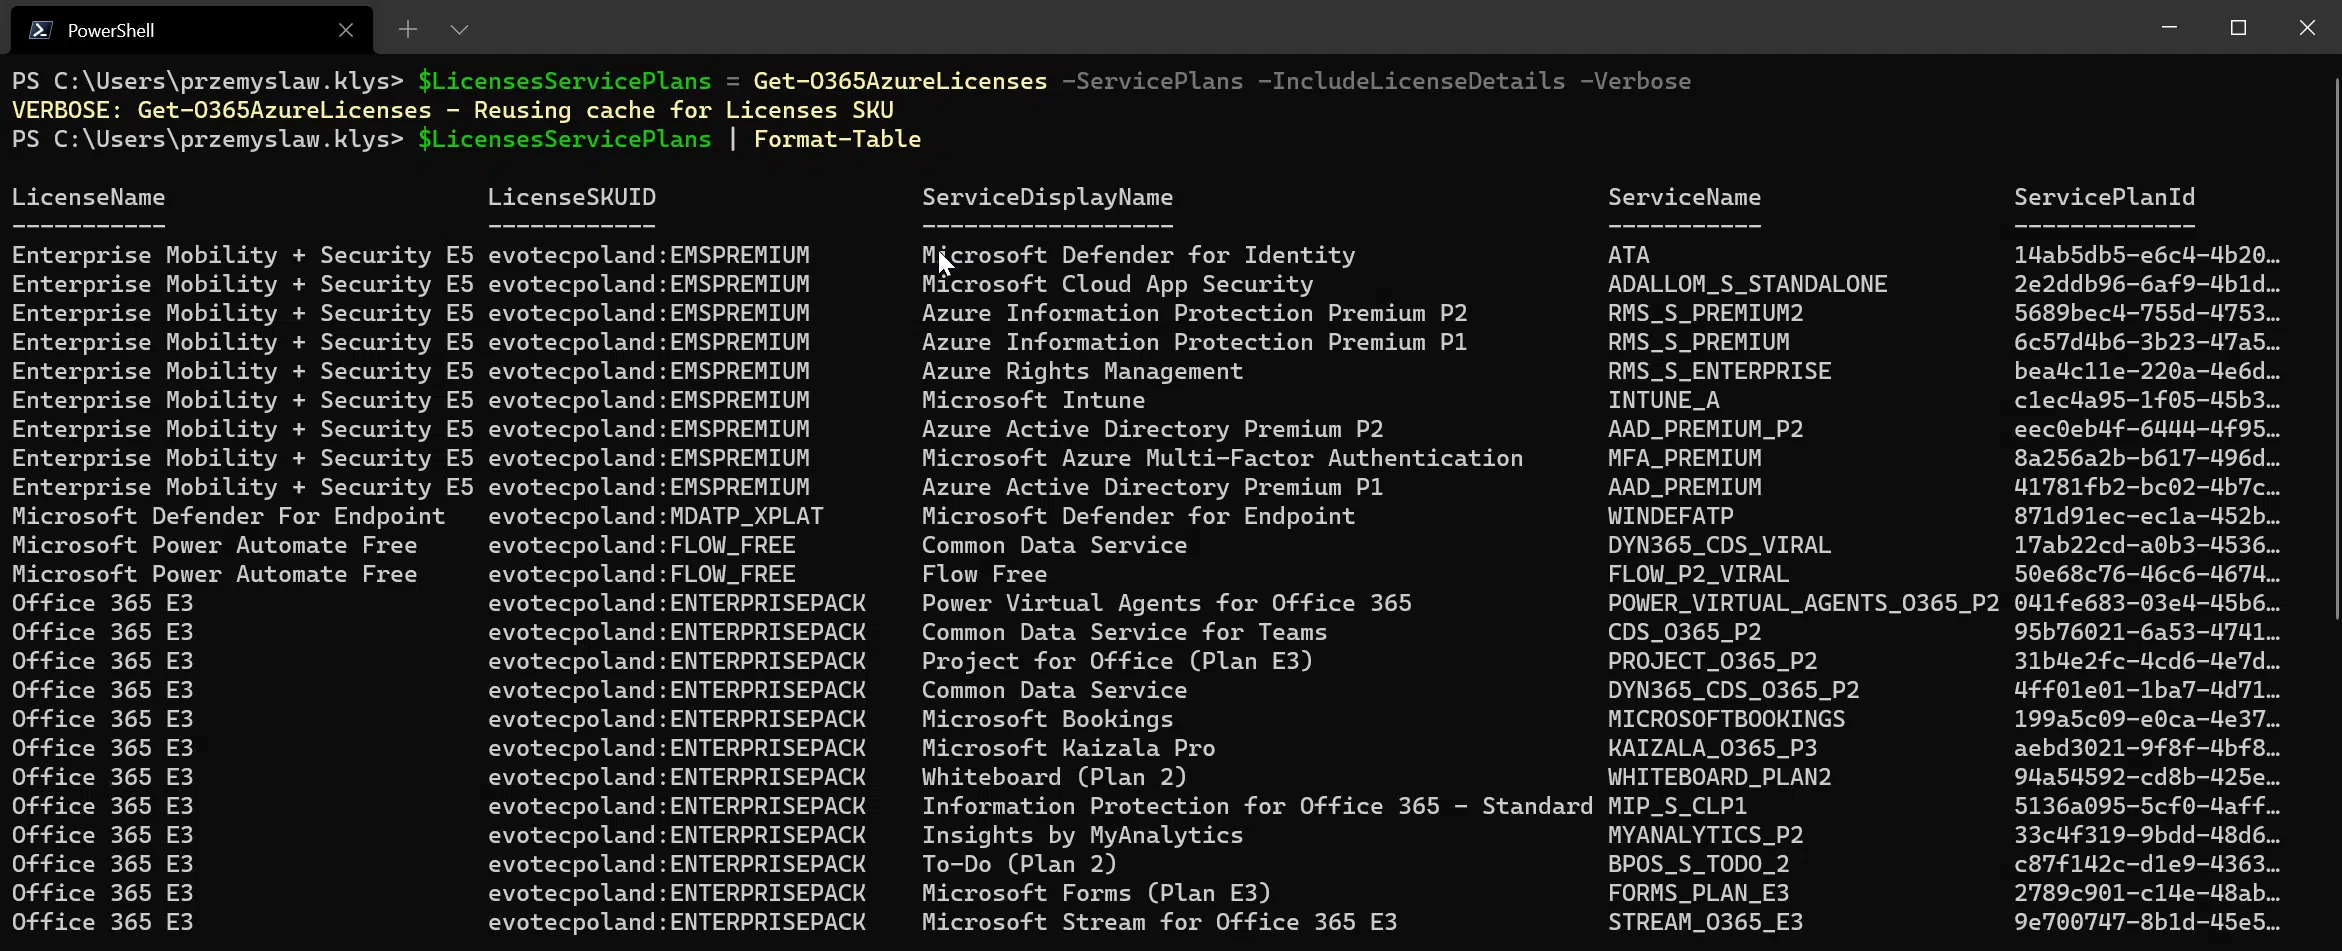 PowerShell
PS C:\Users\przemyslaw.klys> $LicensesServicePlans = Get-O365AzureLicenses -ServicePlans -IncludeLicenseDetails -Verbose
VERBOSE: Get-O365AzureLicenses - Reusing cache for Licenses SKU
PS C:\Users\przemyslaw.klys> $LicensesServicePlans | Format-Table
LicenseName LicenseSKUID ServiceDisplayName ServiceName ServicePlanId
----------- ------------ ------------------ ----------- -------------
Enterprise Mobility + Security E5 evotecpoland:EMSPREMIUM Microsoft Defender for Identity ATA 14ab5db5-e6c4-4b20…
Enterprise Mobility + Security E5 evotecpoland:EMSPREMIUM Microsoft Cloud App Security ADALLOM_S_STANDALONE 2e2ddb96-6af9-4b1d…
Enterprise Mobility + Security E5 evotecpoland:EMSPREMIUM Azure Information Protection Premium P2 RMS_S_PREMIUM2 5689bec4-755d-4753…
Enterprise Mobility + Security E5 evotecpoland:EMSPREMIUM Azure Information Protection Premium P1 RMS_S_PREMIUM 6c57d4b6-3b23-47a5…
Enterprise Mobility + Security E5 evotecpoland:EMSPREMIUM Azure Rights Management RMS_S_ENTERPRISE bea4c11e-220a-4e6d…
Enterprise Mobility + Security E5 evotecpoland:EMSPREMIUM Microsoft Intune INTUNE_A c1ec4a95-1f05-45b3…
Enterprise Mobility + Security E5 evotecpoland:EMSPREMIUM Azure Active Directory Premium P2 AAD_PREMIUM_P2 eec0eb4f-6444-4f95…
Enterprise Mobility + Security E5 evotecpoland:EMSPREMIUM Microsoft Azure Multi-Factor Authentication MFA_PREMIUM 8a256a2b-b617-496d…
Enterprise Mobility + Security E5 evotecpoland:EMSPREMIUM Azure Active Directory Premium P1 AAD_PREMIUM 41781fb2-bc02-4b7c…
Microsoft Defender For Endpoint evotecpoland:MDATP_XPLAT Microsoft Defender for Endpoint WINDEFATP 871d91ec-ec1a-452b…
Microsoft Power Automate Free evotecpoland:FLOW_FREE Common Data Service DYN365_CDS_VIRAL 17ab22cd-a0b3-4536…
Microsoft Power Automate Free evotecpoland:FLOW_FREE Flow Free FLOW_P2_VIRAL 50e68c76-46c6-4674…
Office 365 E3 evotecpoland:ENTERPRISEPACK Power Virtual Agents for Office 365 POWER_VIRTUAL_AGENTS_O365_P2 041fe683-03e4-45b6…
Office 365 E3 evotecpoland:ENTERPRISEPACK Common Data Service for Teams CDS_O365_P2 95b76021-6a53-4741…
Office 365 E3 evotecpoland:ENTERPRISEPACK Project for Office (Plan E3) PROJECT_O365_P2 31b4e2fc-4cd6-4e7d…
Office 365 E3 evotecpoland:ENTERPRISEPACK Common Data Service DYN365_CDS_O365_P2 4ff01e01-1ba7-4d71…
Office 365 E3 evotecpoland:ENTERPRISEPACK Microsoft Bookings MICROSOFTBOOKINGS 199a5c09-e0ca-4e37…
Office 365 E3 evotecpoland:ENTERPRISEPACK Microsoft Kaizala Pro KAIZALA_O365_P3 aebd3021-9f8f-4bf8…
Office 365 E3 evotecpoland:ENTERPRISEPACK Whiteboard (Plan 2) WHITEBOARD_PLAN2 94a54592-cd8b-425e…
Office 365 E3 evotecpoland:ENTERPRISEPACK Information Protection for Office 365 - Standard MIP_S_CLP1 5136a095-5cf0-4aff…
Office 365 E3 evotecpoland:ENTERPRISEPACK Insights by MyAnalytics MYANALYTICS_P2 33c4f319-9bdd-48d6…
Office 365 E3 evotecpoland:ENTERPRISEPACK To-Do (Plan 2) BPOS_S_TODO_2 c87f142c-d1e9-4363…
Office 365 E3 evotecpoland:ENTERPRISEPACK Microsoft Forms (Plan E3) FORMS_PLAN_E3 2789c901-c14e-48ab…
Office 365 E3 evotecpoland:ENTERPRISEPACK Microsoft Stream for Office 365 E3 STREAM_O365_E3 9e700747-8b1d-45e5…